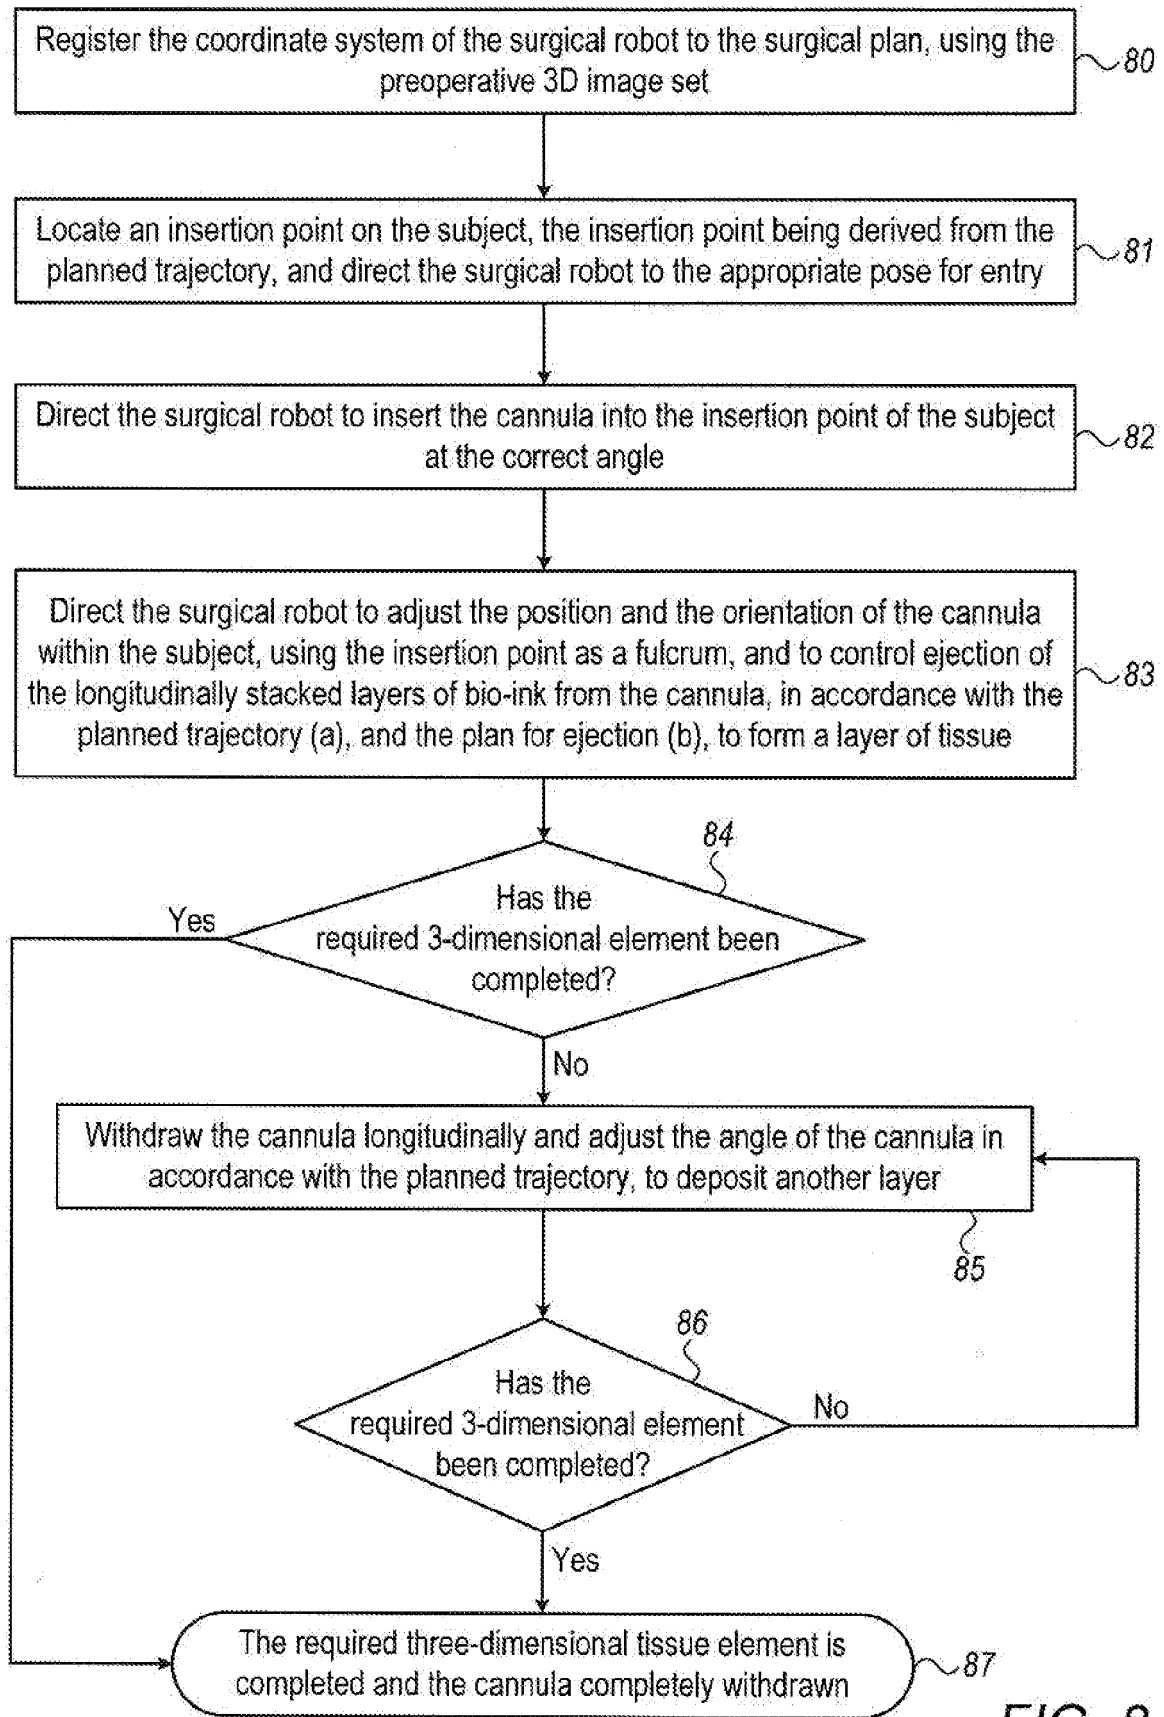 Register the coordinate system of the surgical robot to the surgical plan, using the
preoperative 3D image set
80
Locate an insertion point on the subject, the insertion point being derived from the
planned trajectory, and direct the surgical robot to the appropriate pose for entry
81
Direct the surgical robot to insert the cannula into the insertion point of the subject
at the correct angle
82
Direct the surgical robot to adjust the position and the orientation of the cannula
within the subject, using the insertion point as a fulcrum, and to control ejection of
the longitudinally stacked layers of bio-ink from the cannula, in accordance with the
planned trajectory (a), and the plan for ejection (b), to form a layer of tissue
83
84
Has the
required 3-dimensional element been
completed?
Yes
No
Withdraw the cannula longitudinally and adjust the angle of the cannula in
accordance with the planned trajectory, to deposit another layer
85
86
Has the
required 3-dimensional element
been completed?
No
Yes
The required three-dimensional tissue element is
completed and the cannula completely withdrawn
87
FIG.